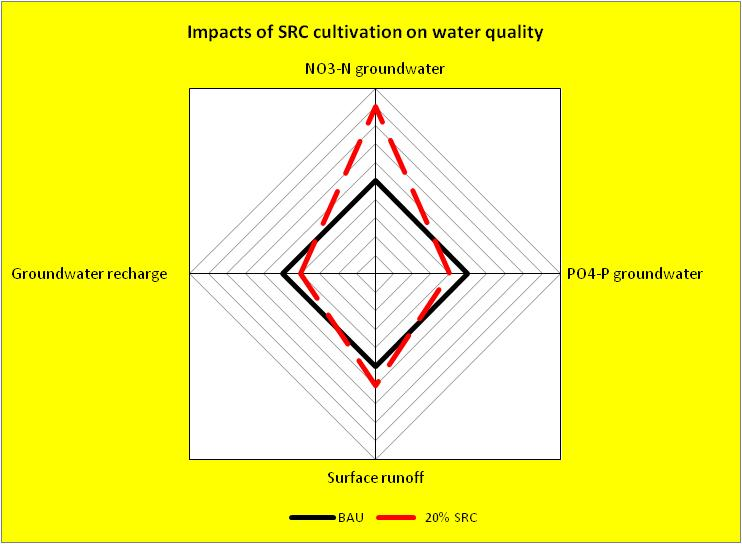 Impacts of SRC cultivation on water quality
NO3-N groundwater
Groundwater recharge
PO4-P groundwater
Surface runoff
BAU
20% SRC